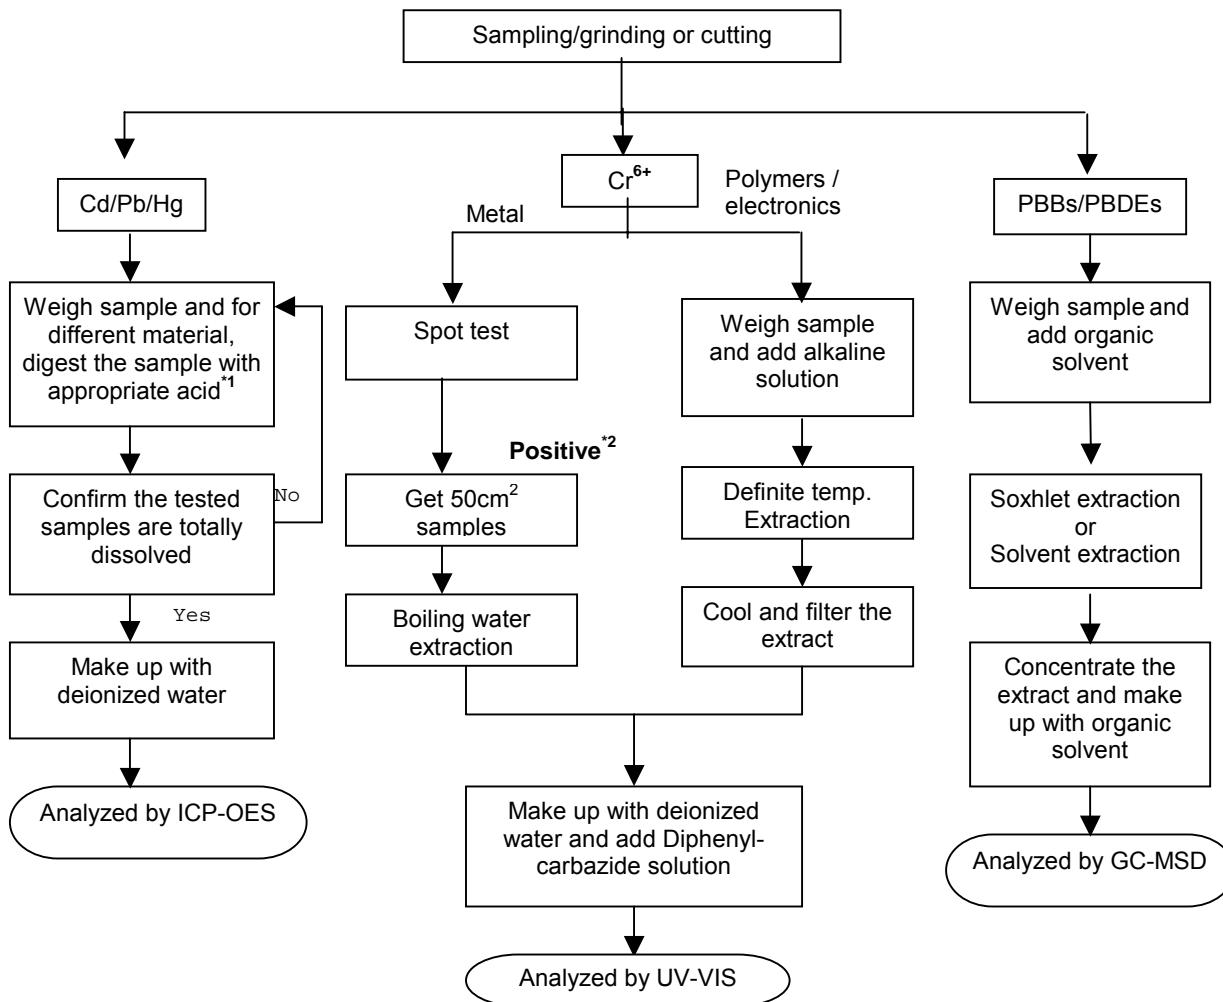 Sampling/grinding or cutting
Cd/Pb/Hg
Weigh sample and for
different material,
digest the sample with
appropriate acid*1
Confirm the tested
samples are totally
dissolved
No
Yes
Make up with
deionized water
Analyzed by ICP-OES
Cr6+
Metal
Polymers /
electronics
Spot test
Positive*2
Get 50cm2
samples
Boiling water
extraction
Weigh sample
and add alkaline
solution
Definite temp.
Extraction
Cool and filter the
extract
Make up with deionized
water and add Diphenyl-
carbazide solution
Analyzed by UV-VIS
PBBs/PBDEs
Weigh sample and
add organic
solvent
Soxhlet extraction
or
Solvent extraction
Concentrate the
extract and make
up with organic
solvent
Analyzed by GC-MSD